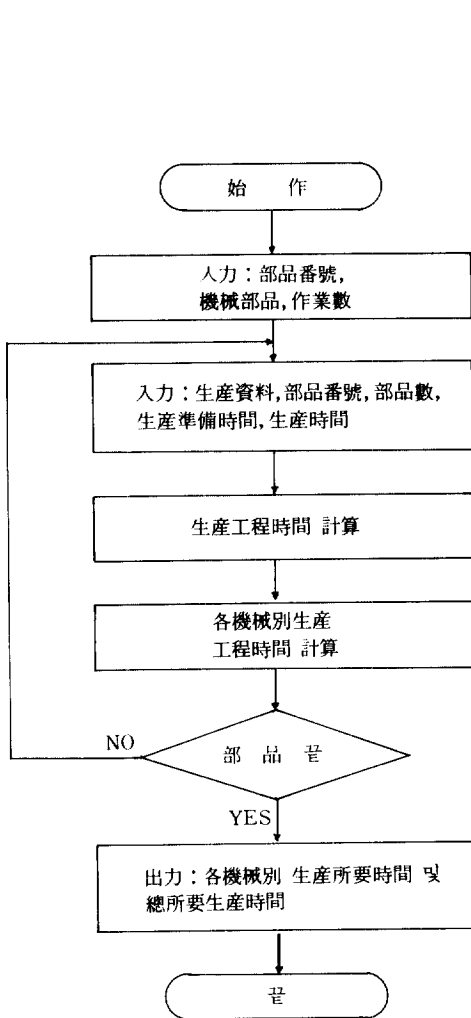 始 作
入力：部品番號,
機械部品, 作業數
入力：生産資料, 部品番號, 部品數,
生産準備時間, 生産時間
生産工程時間 計算
各機械別生産
工程時間 計算
部 品 끝
NO
YES
出力：各機械別 生産所要時間 및
總所要生産時間
끝